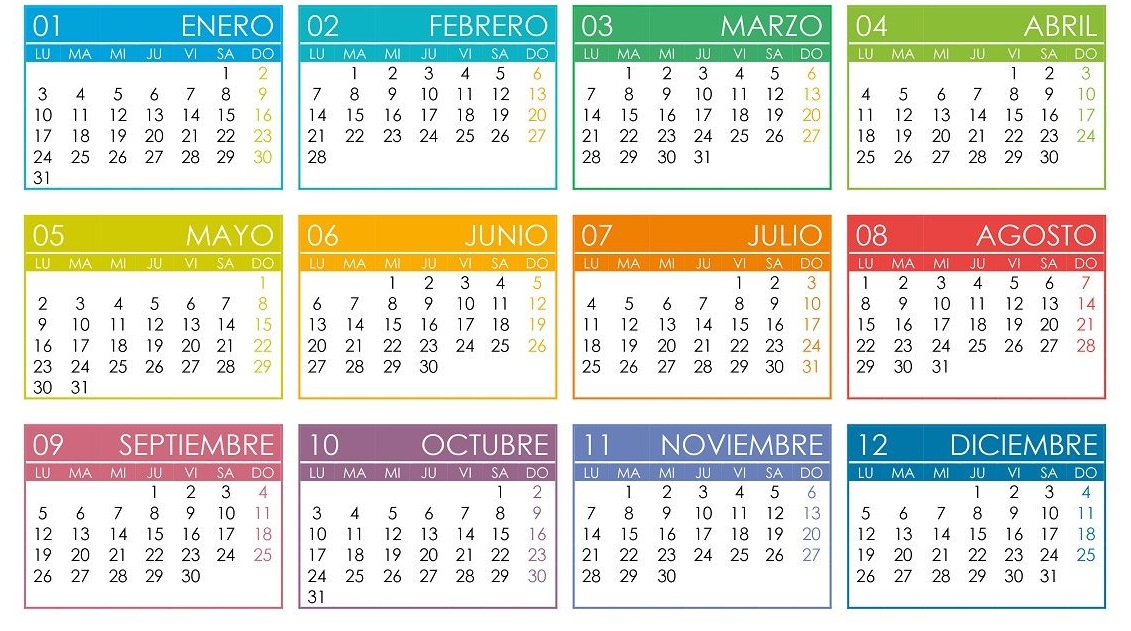 01 ENERO
LU MA MI JU VI SA DO
1 2
3 4 5 6 7 8 9
10 11 12 13 14 15 16
17 18 19 20 21 22 23
24 25 26 27 28 29 30
31
02 FEBRERO
LU MA MI JU VI SA DO
1 2 3 4 5 6
7 8 9 10 11 12 13
14 15 16 17 18 19 20
21 22 23 24 25 26 27
28
03 MARZO
LU MA MI JU VI SA DO
1 2 3 4 5 6
7 8 9 10 11 12 13
14 15 16 17 18 19 20
21 22 23 24 25 26 27
28 29 30 31
04 ABRIL
LU MA MI JU VI SA DO
1 2 3
4 5 6 7 8 9 10
11 12 13 14 15 16 17
18 19 20 21 22 23 24
25 26 27 28 29 30
05 MAYO
LU MA MI JU VI SA DO
1
2 3 4 5 6 7 8
9 10 11 12 13 14 15
16 17 18 19 20 21 22
23 24 25 26 27 28 29
30 31
06 JUNIO
LU MA MI JU VI SA DO
1 2 3 4 5
6 7 8 9 10 11 12
13 14 15 16 17 18 19
20 21 22 23 24 25 26
27 28 29 30
07 JULIO
LU MA MI JU VI SA DO
1 2 3
4 5 6 7 8 9 10
11 12 13 14 15 16 17
18 19 20 21 22 23 24
25 26 27 28 29 30 31
08 AGOSTO
LU MA MI JU VI SA DO
1 2 3 4 5 6 7
8 9 10 11 12 13 14
15 16 17 18 19 20 21
22 23 24 25 26 27 28
29 30 31
09 SEPTIEMBRE
LU MA MI JU VI SA DO
1 2 3 4
5 6 7 8 9 10 11
12 13 14 15 16 17 18
19 20 21 22 23 24 25
26 27 28 29 30
10 OCTUBRE
LU MA MI JU VI SA DO
1 2
3 4 5 6 7 8 9
10 11 12 13 14 15 16
17 18 19 20 21 22 23
24 25 26 27 28 29 30
31
11 NOVIEMBRE
LU MA MI JU VI SA DO
1 2 3 4 5 6
7 8 9 10 11 12 13
14 15 16 17 18 19 20
21 22 23 24 25 26 27
28 29 30
12 DICIEMBRE
LU MA MI JU VI SA DO
1 2 3 4
5 6 7 8 9 10 11
12 13 14 15 16 17 18
19 20 21 22 23 24 25
26 27 28 29 30 31